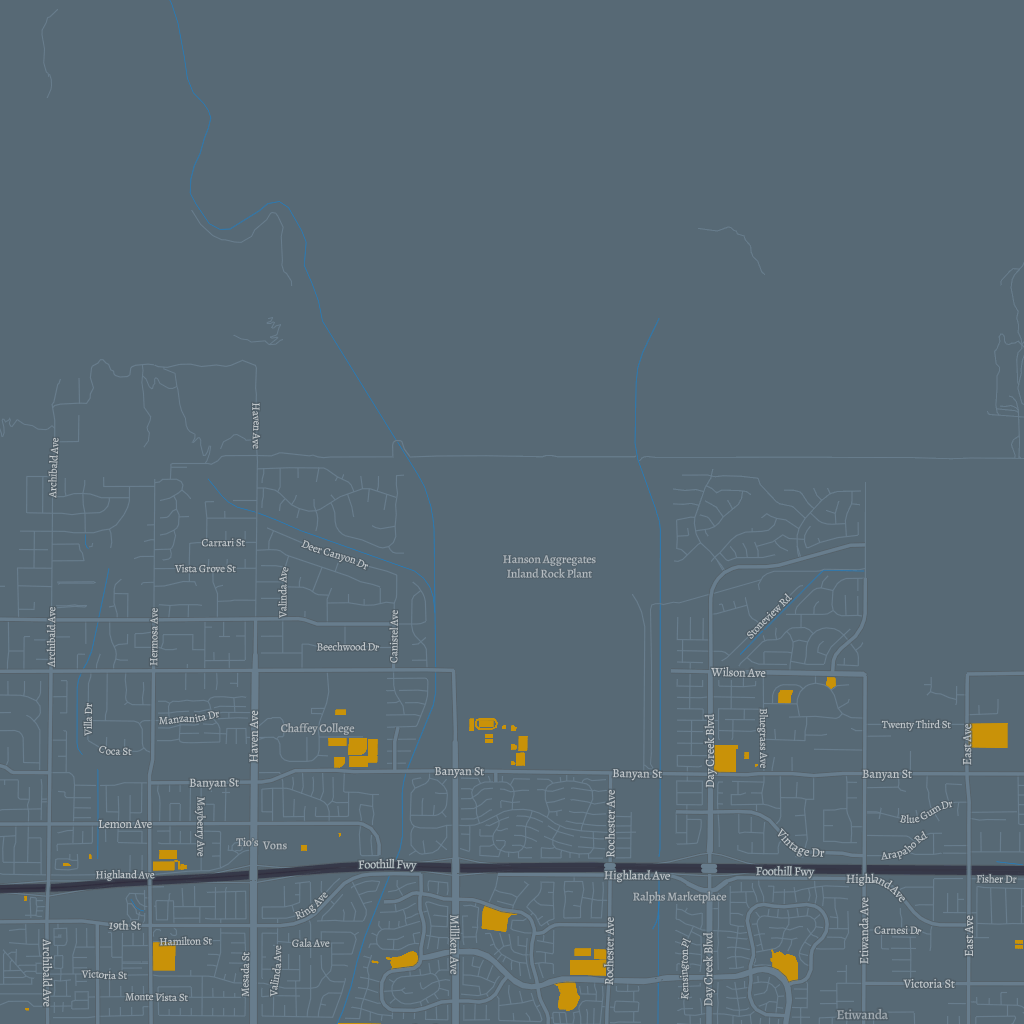 Haven Ave
Archibald Ave
Carrari St
Deer Canyon Dr
Hanson Aggregates
Inland Rock Plant
Vista Grove St
Valinda Ave
Stoneview Rd
Archibald Ave
Hermosa Ave
Canistel Ave
Beechwood Dr
Wilson Ave
Villa Dr
Manzanita Dr
Haven Ave
Chaffey College
Day Creek Blvd
Bluegrass Ave
Twenty Third St
East Ave
Coca St
Banyan St
Banyan St
Banyan St
Banyan St
Lemon Ave
Mayberry Ave
Rochester Ave
Blue Gum Dr
Tio's
Vons
Vintage Dr
Arapaho Rd
Foothill Fwy
Highland Ave
Highland Ave
Foothill Fwy
Highland Ave
Fisher Dr
Ralphs Marketplace
Ring Ave
19th St
Hamilton St
Gala Ave
Milliken Ave
Rochester Ave
Etiwanda Ave
Carnesi Dr
East Ave
Archibald Ave
Victoria St
Mesada St
Valinda Ave
Kensington Pl
Day Creek Blvd
Victoria St
Monte Vista St
Etiwanda